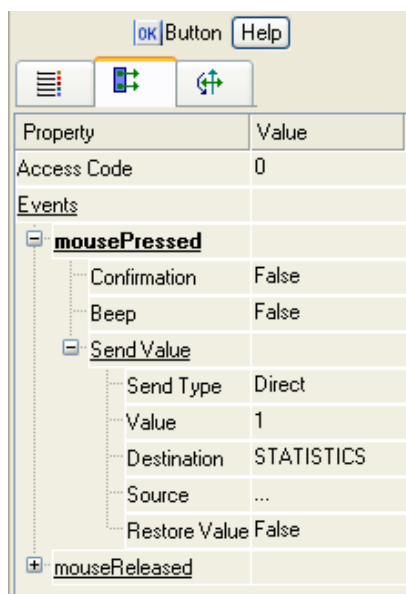 OK Button Help
Property Value
Access Code 0
Events
mousePressed
Confirmation False
Beep False
Send Value
Send Type Direct
Value 1
Destination STATISTICS
Source ...
Restore Value False
mouseReleased